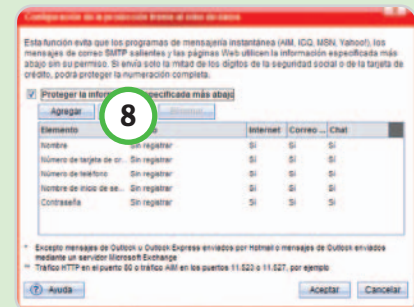 Configuración de la protección frente al robo de datos
Esta función evita que los programas de mensajería instantánea (AIM, ICQ, MSN, Yahoo!), los
mensajes de correo SMTP salientes y las páginas Web utilicen la información especificada más
abajo sin su permiso. Si envía solo la mitad de los dígitos de la seguridad social o de la tarjeta de
crédito, podrá proteger la numeración completa.
Proteger la información especificada más abajo
Agregar
8
Elemento Internet Correo ... Chat
Nombre Sin registrar Sí Sí Sí
Número de tarjeta de cr... Sin registrar Sí Sí Sí
Número de teléfono Sin registrar Sí Sí Sí
Nombre de inicio de se... Sin registrar Sí Sí Sí
Contraseña Sin registrar Sí Sí Sí
* Excepto mensajes de Outlook u Outlook Express enviados por Hotmail o mensajes de Outlook enviados
mediante un servidor Microsoft Exchange
** Tráfico HTTP en el puerto 80 o tráfico AIM en los puertos 11.523 o 11.527, por ejemplo
? Ayuda Aceptar Cancelar